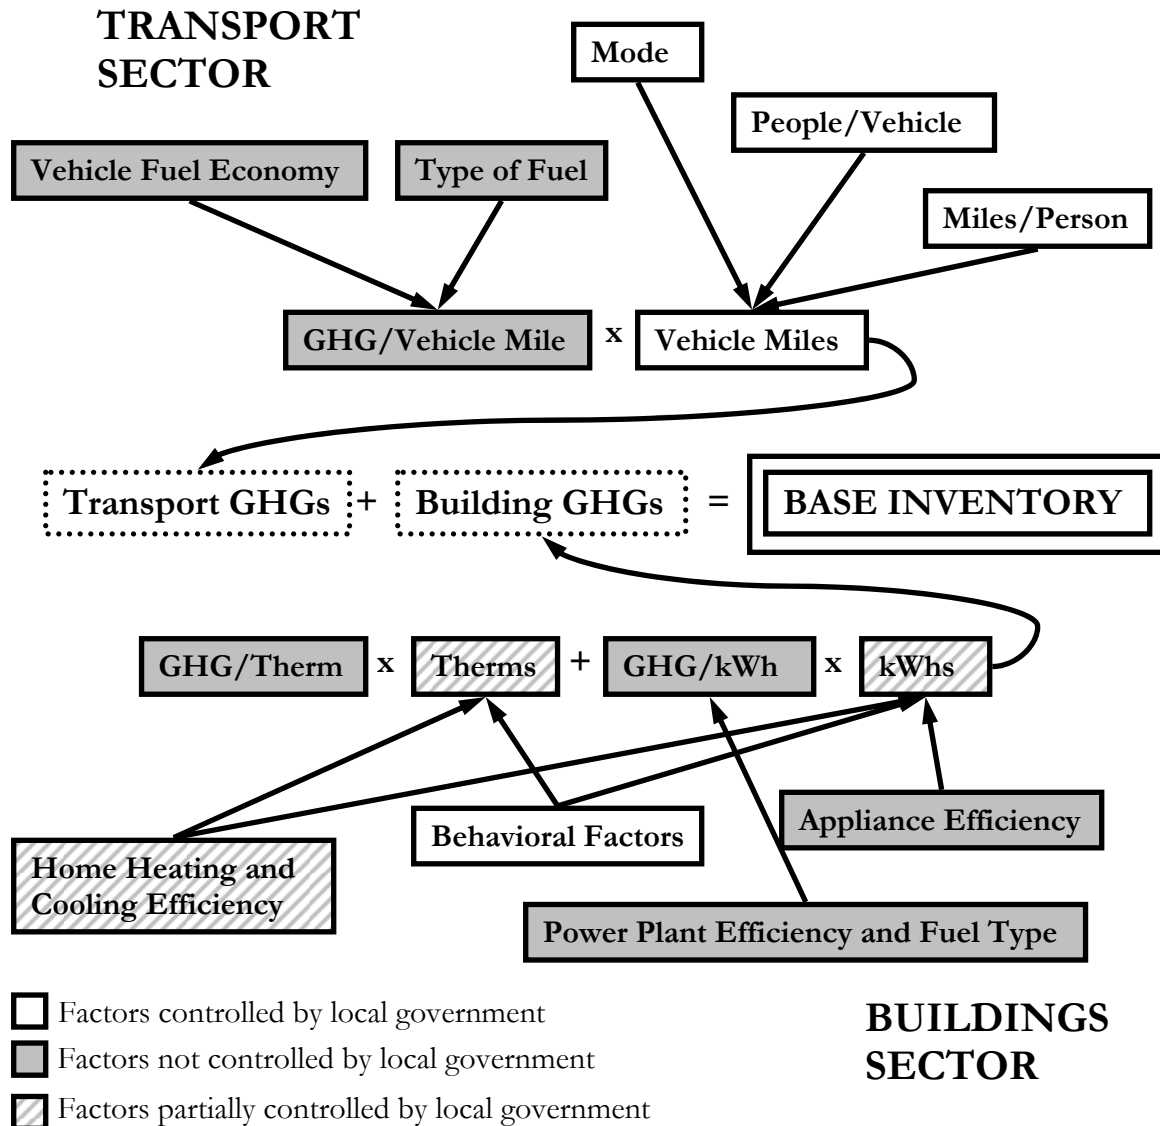 TRANSPORT
SECTOR
Mode
People/Vehicle
Vehicle Fuel Economy
Type of Fuel
Miles/Person
GHG/Vehicle Mile
x
Vehicle Miles
Transport GHGs
+
Building GHGs
=
BASE INVENTORY
GHG/Therm
x
Therms
+
GHG/kWh
x
kWhs
Appliance Efficiency
Behavioral Factors
Home Heating and
Cooling Efficiency
Power Plant Efficiency and Fuel Type
Factors controlled by local government
Factors not controlled by local government
Factors partially controlled by local government
BUILDINGS
SECTOR